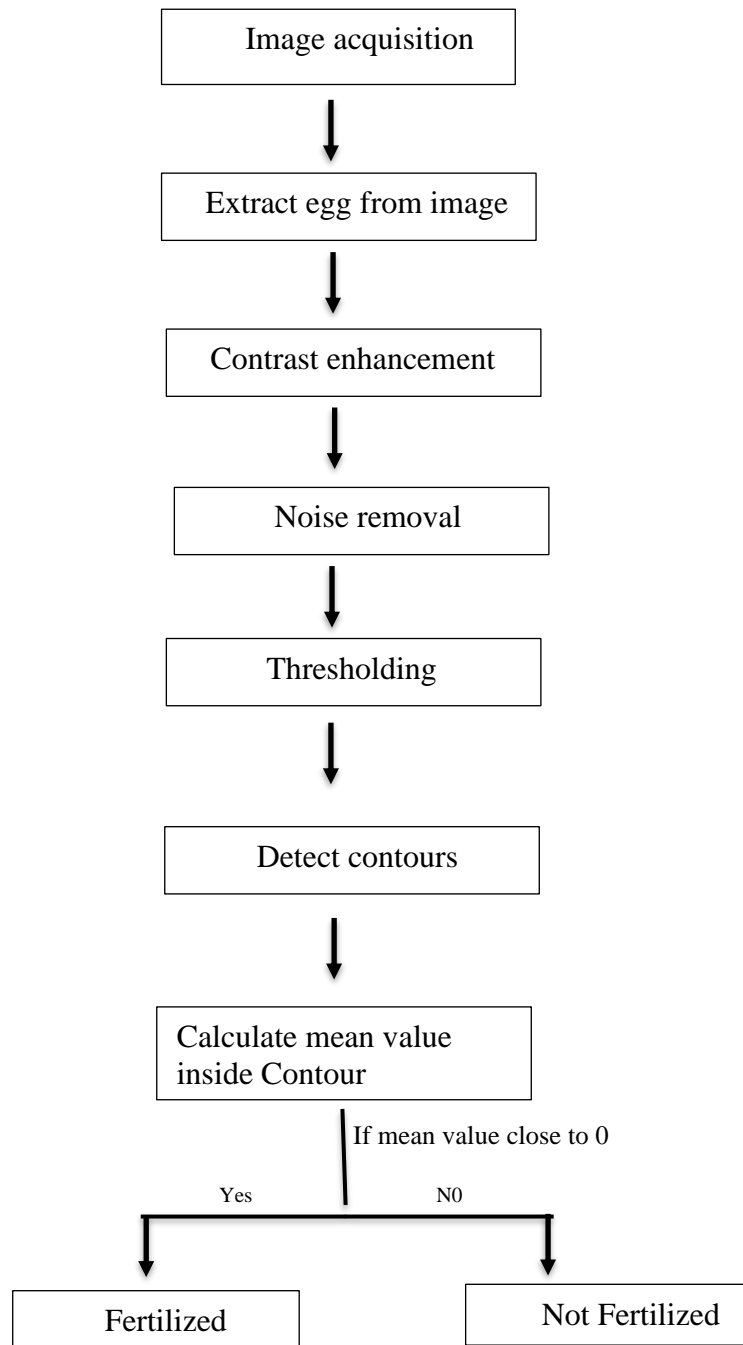 Image acquisition
Extract egg from image
Contrast enhancement
Noise removal
Thresholding
Detect contours
Calculate mean value
inside Contour
If mean value close to 0
Yes
N0
Fertilized
Not Fertilized